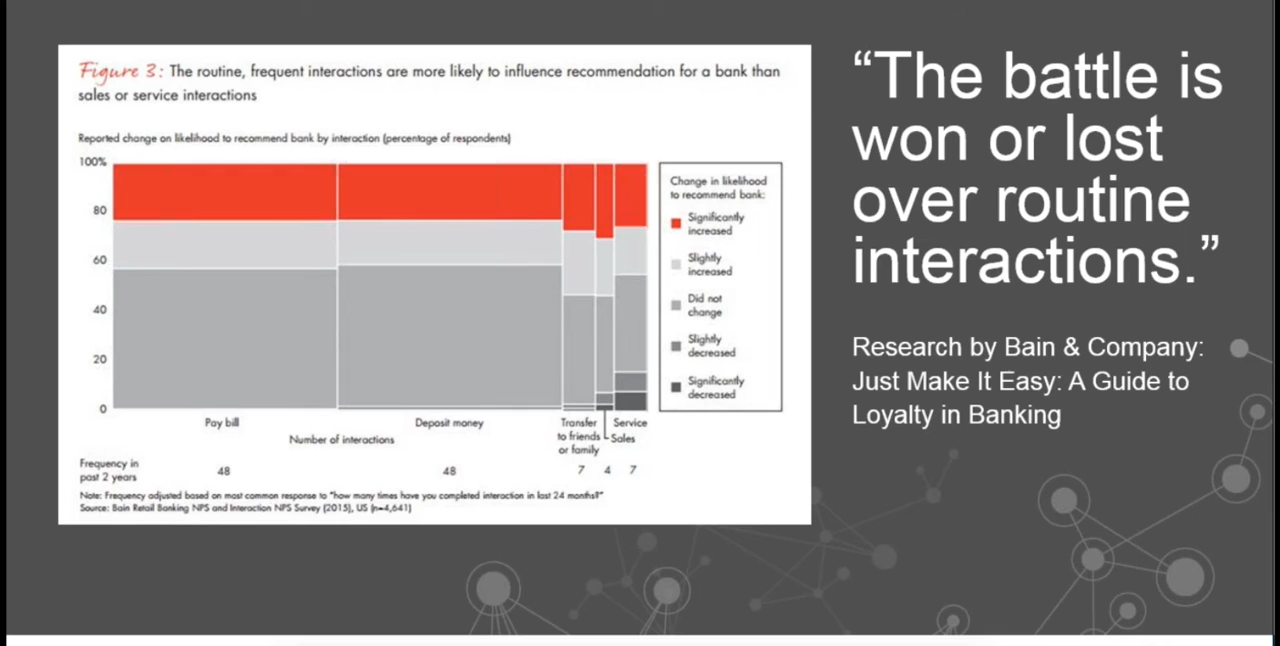 Figure 3: The routine, frequent interactions are more likely to influence recommendation for a bank than
sales or service interactions
Reported change on likelihood to recommend bank by interaction (percentage of respondents)
100%
80
60
40
20
0
Pay bill
Deposit money
Transfer
to friends
or family
Sales
Service
Number of interactions
Frequency in
past 2 years
48
48
7
4
7
Change in likelihood
to recommend bank:
Significantly
increased
Slightly
increased
Did not
change
Slightly
decreased
Significantly
decreased
Note: Frequency adjusted based on most common response to "how many times have you completed interaction in last 24 months?"
Source: Bain Retail Banking NPS and Interaction NPS Survey (2015), US (n=4,641)
“The battle is
won or lost
over routine
interactions.”
Research by Bain & Company:
Just Make It Easy: A Guide to
Loyalty in Banking